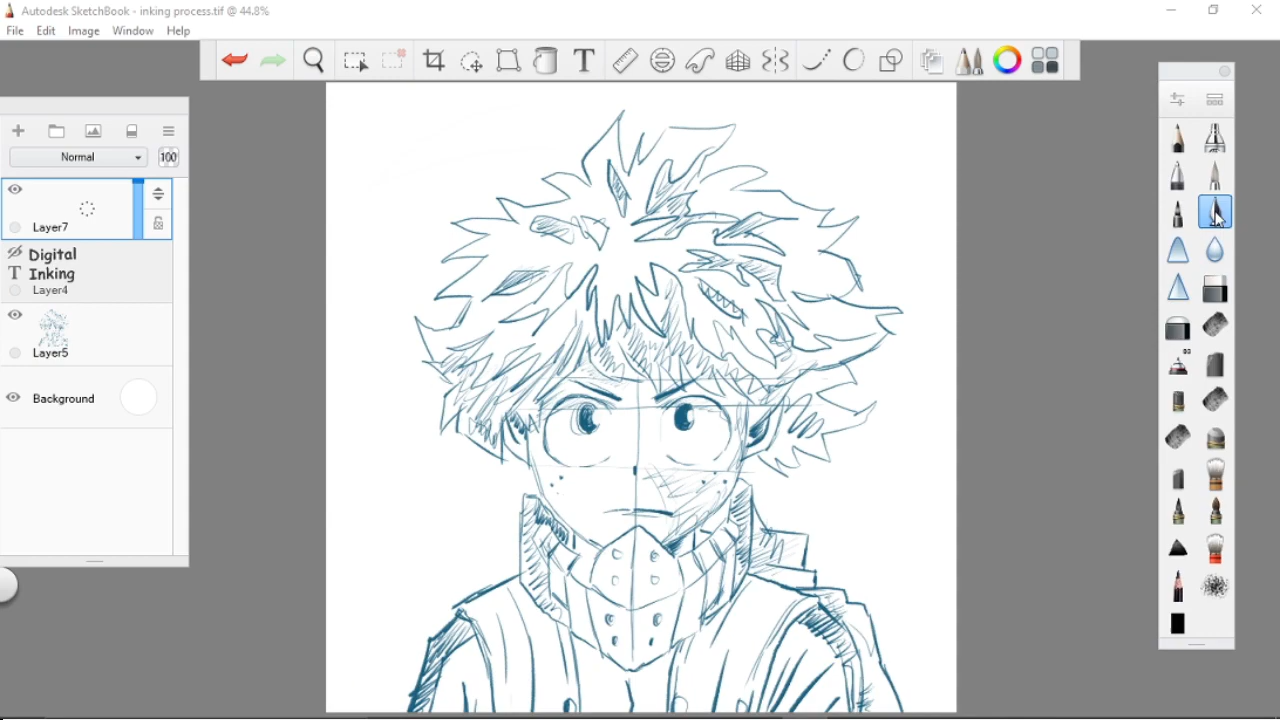 Autodesk SketchBook - inking process.tif @ 44.8%
File Edit Image Window Help
Normal 100
Layer7
Digital
T Inking
Layer4
Layer5
Background